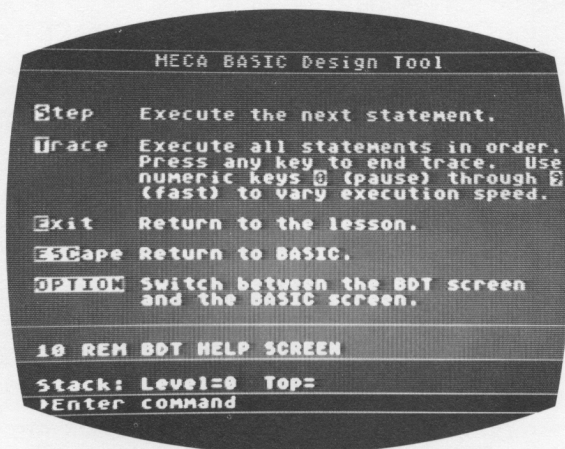 MECA BASIC Design Tool
Step Execute the next statement.
Trace Execute all statements in order.
Press any key to end trace. Use
numeric keys 0 (pause) through 9
(fast) to vary execution speed.
Exit Return to the lesson.
ESCape Return to BASIC.
OPTION Switch between the BDT screen
and the BASIC screen.
10 REM BDT HELP SCREEN
Stack: Level=0 Top=
Enter command